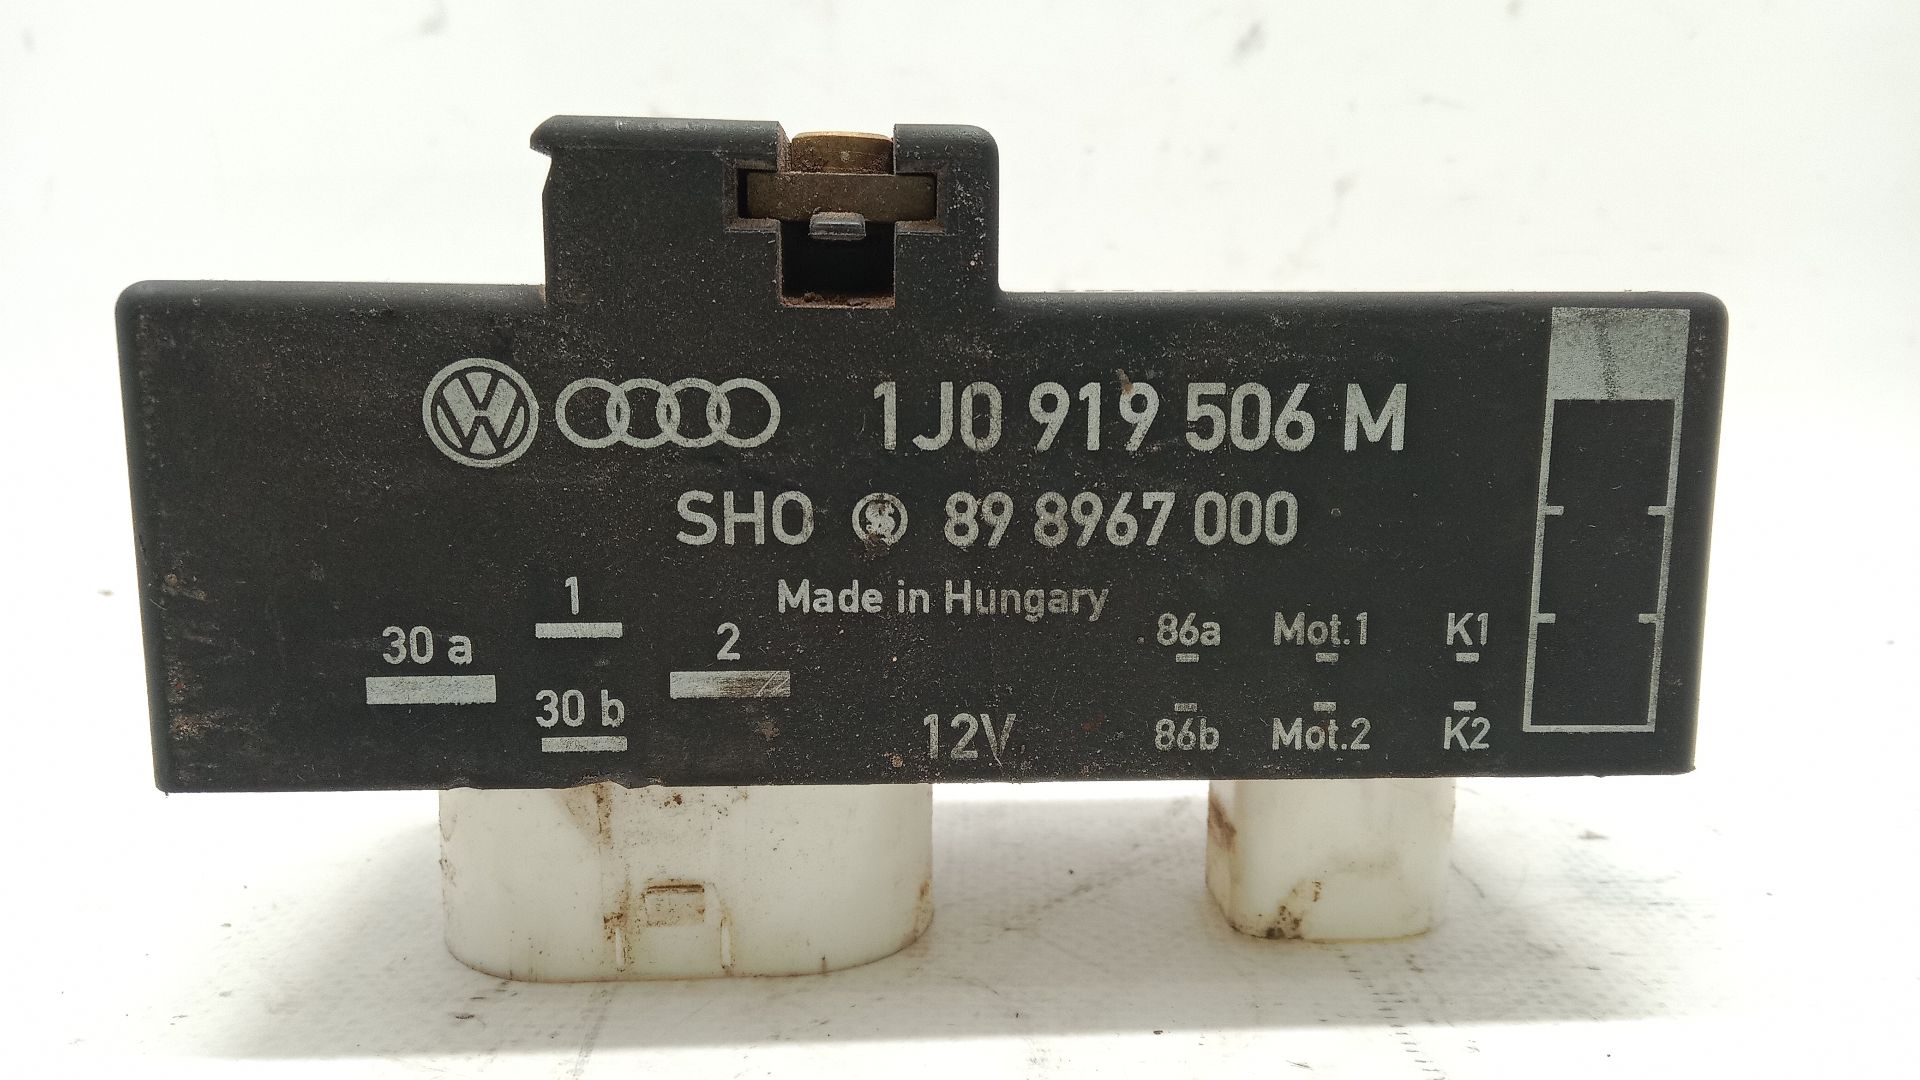 1J0 919 506 M
SHO 89 8967 000
Made in Hungary
1
30 a
2
30 b
12V
86a Mot.1 K1
86b Mot.2 K2